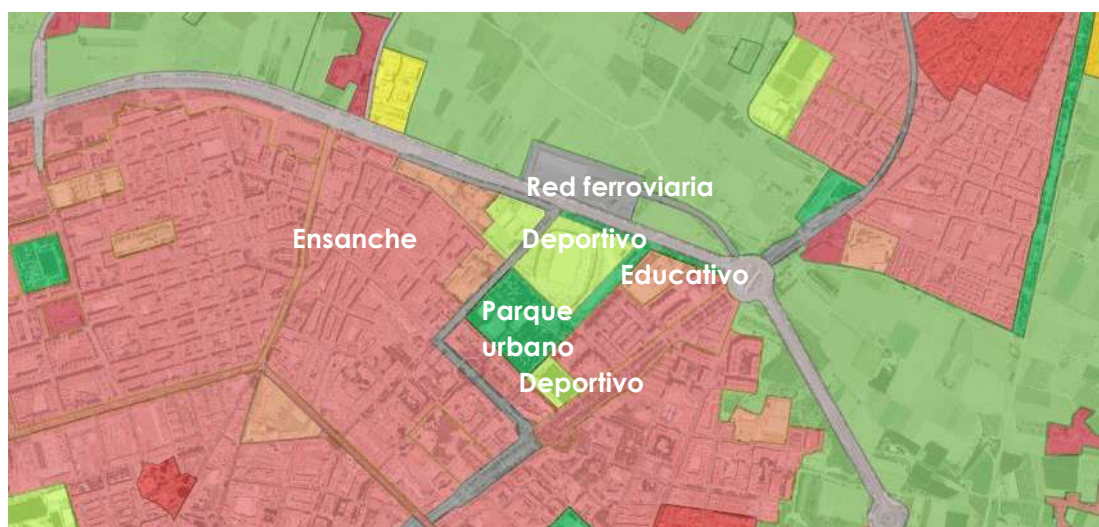 Red ferroviaria
Ensanche
Deportivo
Educativo
Parque
urbano
Deportivo